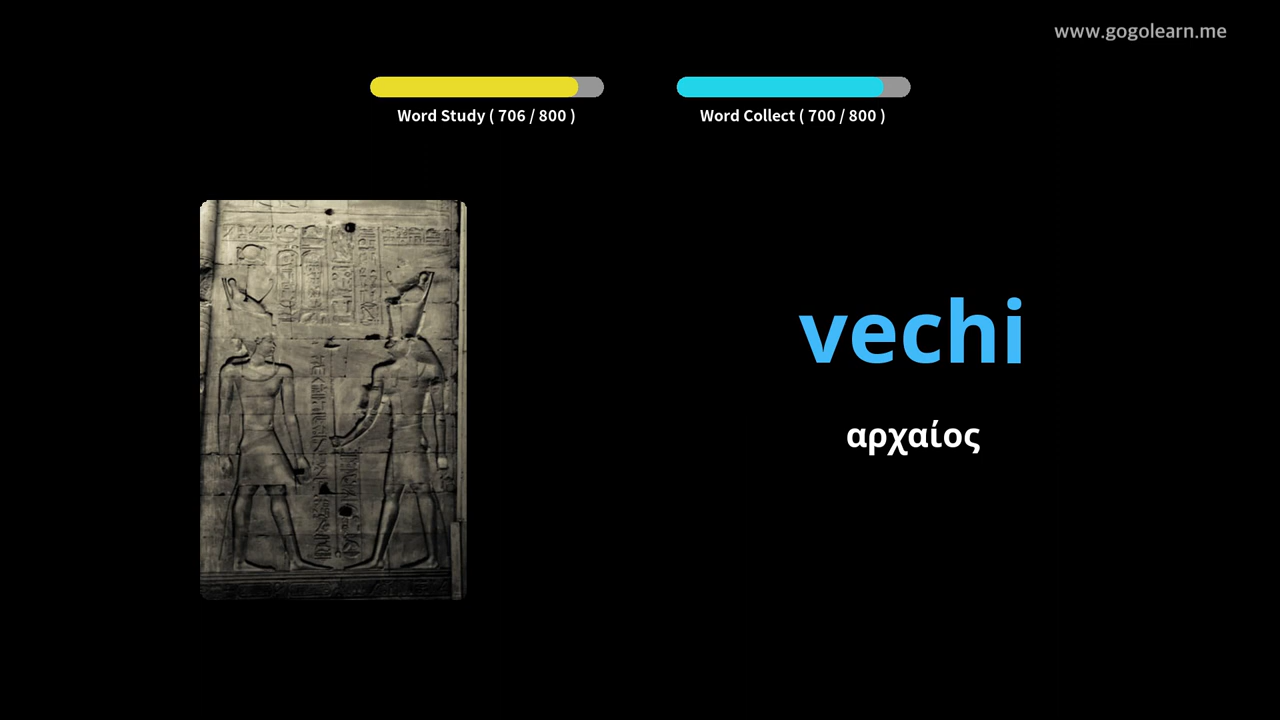 www.gogolearn.me
Word Study ( 706 / 800 )
Word Collect ( 700 / 800 )
vechi
αρχαίος